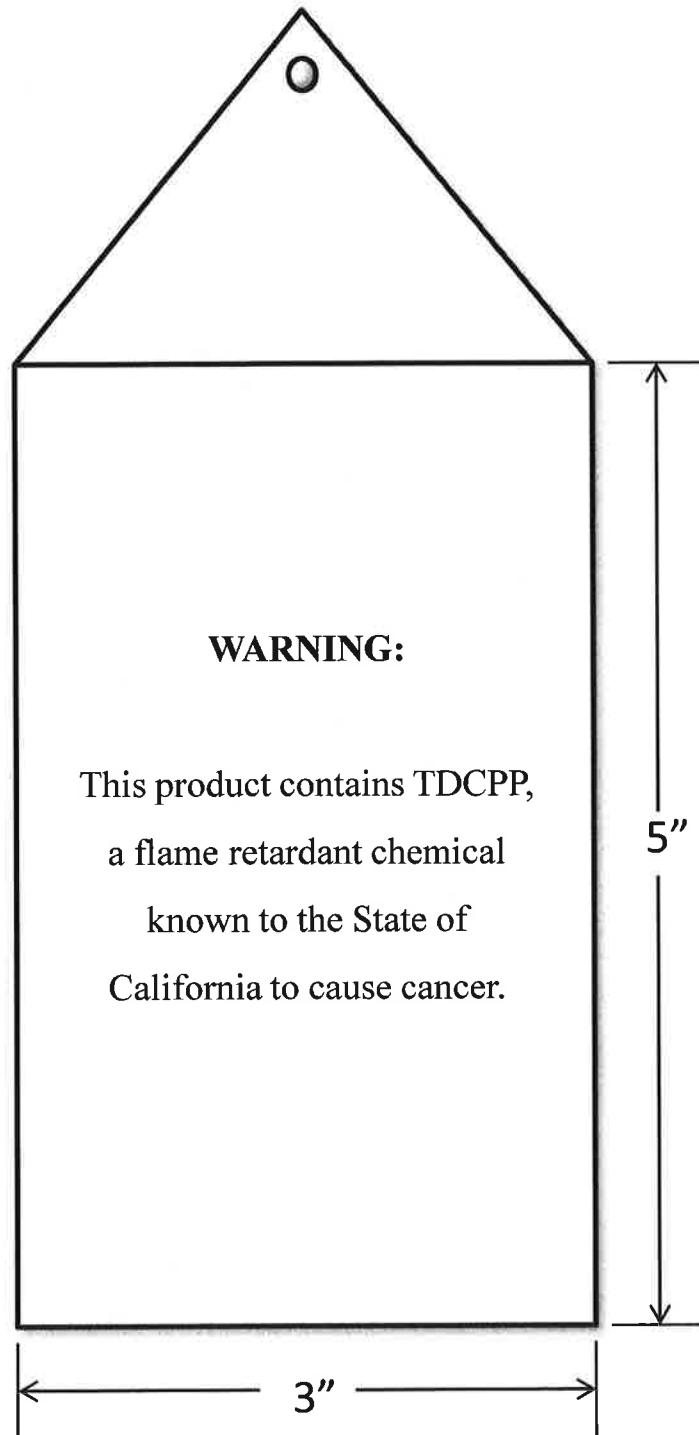 WARNING:
This product contains TDCPP,
a flame retardant chemical
known to the State of
California to cause cancer.
5”
3”